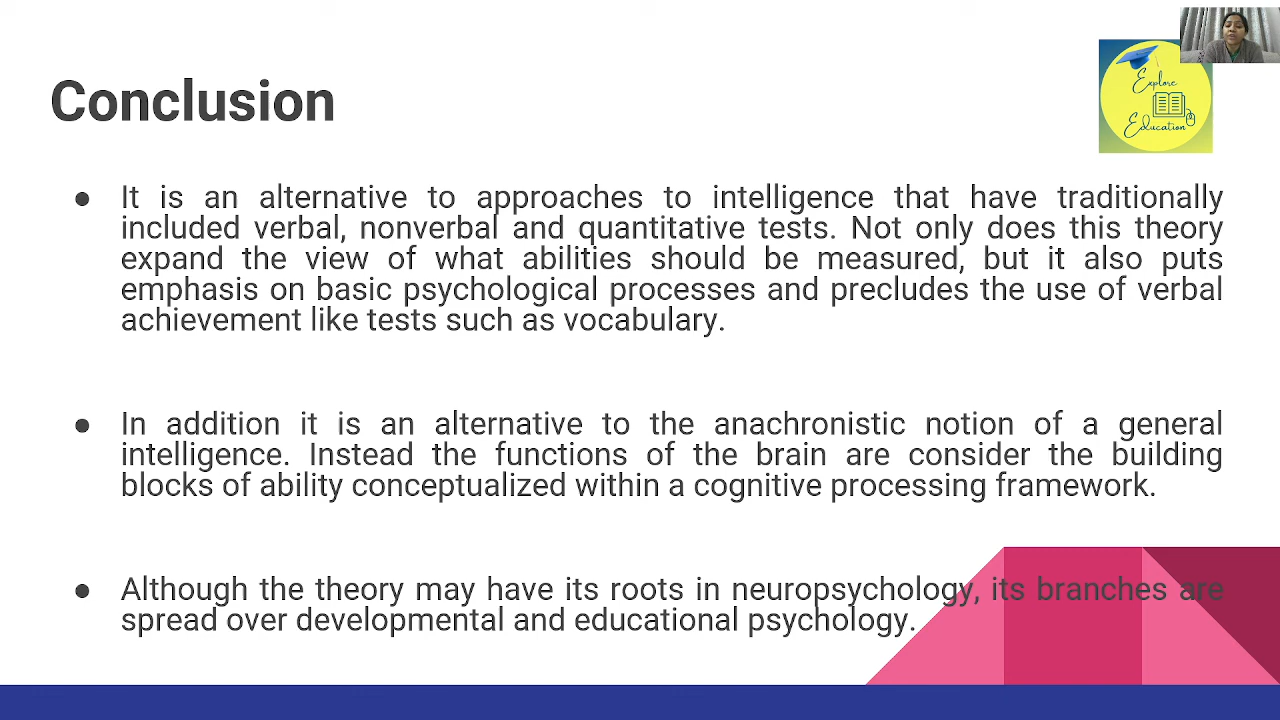 Conclusion
Explore
Education
● It is an alternative to approaches to intelligence that have traditionally
included verbal, nonverbal and quantitative tests. Not only does this theory
expand the view of what abilities should be measured, but it also puts
emphasis on basic psychological processes and precludes the use of verbal
achievement like tests such as vocabulary.
● In addition it is an alternative to the anachronistic notion of a general
intelligence. Instead the functions of the brain are consider the building
blocks of ability conceptualized within a cognitive processing framework.
● Although the theory may have its roots in neuropsychology, its branches are
spread over developmental and educational psychology.